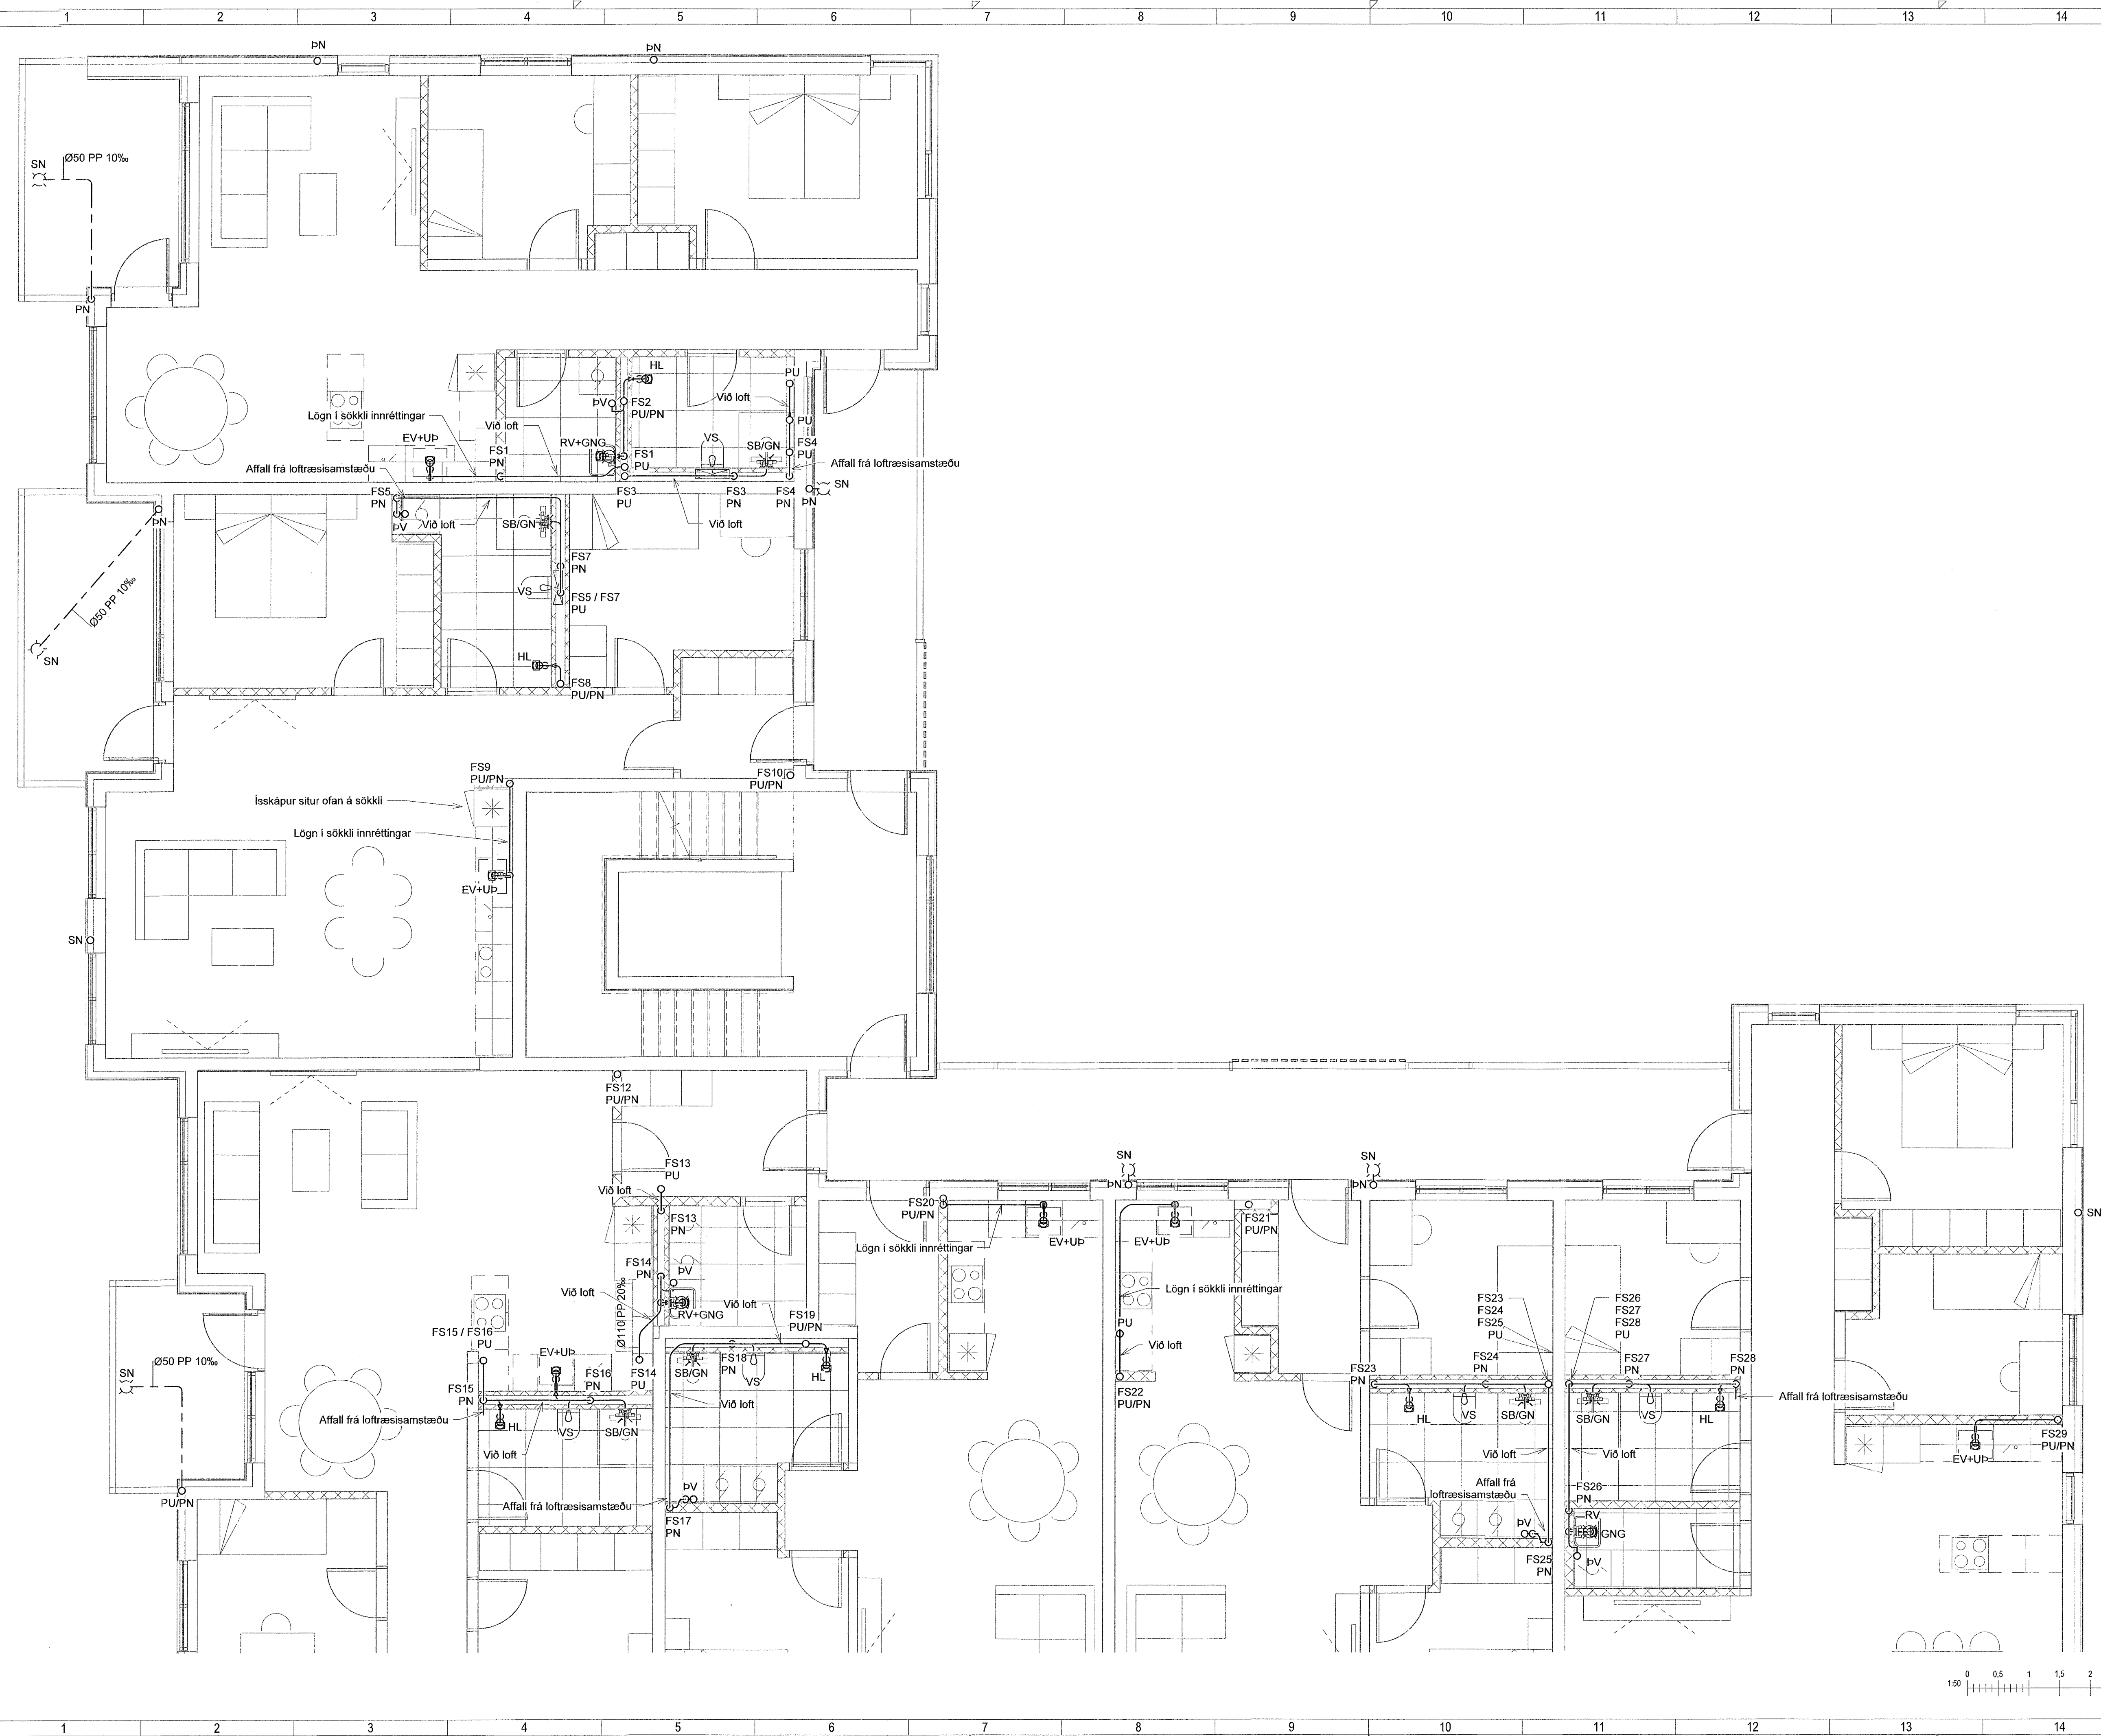 1 2 3 4 5 6 7 8 9 10 11 12 13 14
ÞN
ÞN
SN
Ø50 PP 10‰
PN
HL
PU
FS2
PU/PN
ÞV
Við loft
PU
Lögn í sökkli innréttingar
Við loft
EV+UÞ
RV+GNG
VS
SB/GN
FS4
PU
FS1
PN
FS1
PU
Affall frá loftræsisamstæðu
Affall frá loftræsisamstæðu
SN
FS5
PN
FS3
PU
FS3
PN
FS4
PN
ÞN
ÞN
ÞV
Við loft
SB/GN
Við loft
FS7
PN
VS
FS5 / FS7
PU
Ø50 PP 10‰
SN
HL
FS8
PU/PN
FS9
PU/PN
FS10
PU/PN
Ísskápur situr ofan á sökkli
Lögn í sökkli innréttingar
EV+UÞ
SN
FS12
PU/PN
FS13
PU
Við loft
FS13
PN
SN
SN
ÞN
ÞN
FS20
PU/PN
SN
FS21
PU/PN
Lögn í sökkli innréttingar
EV+UÞ
EV+UÞ
FS14
PN
ÞV
Við loft
Ø110 PP 20‰
RV+GNG
Við loft
FS19
PU/PN
Lögn í sökkli innréttingar
PU
Við loft
FS23
FS24
FS25
PU
FS26
FS27
FS28
PU
FS15 / FS16
PU
EV+UÞ
FS16
PN
FS14
PU
SB/GN
FS18
PN
VS
HL
FS22
PU/PN
FS23
PN
FS24
PN
FS27
PN
FS28
PN
SN
Ø50 PP 10‰
FS15
PN
Affall frá loftræsisamstæðu
HL
VS
SB/GN
Við loft
Við loft
HL
VS
SB/GN
SB/GN
VS
HL
Affall frá loftræsisamstæðu
Við loft
Við loft
FS29
PU/PN
EV+UÞ
PU/PN
Affall frá loftræsisamstæðu
ÞV
FS17
PN
Affall frá
loftræsisamstæðu
ÞV
FS25
PN
FS26
PN
RV
GNG
ÞV
1:50
0 0,5 1 1,5 2
1 2 3 4 5 6 7 8 9 10 11 12 13 14